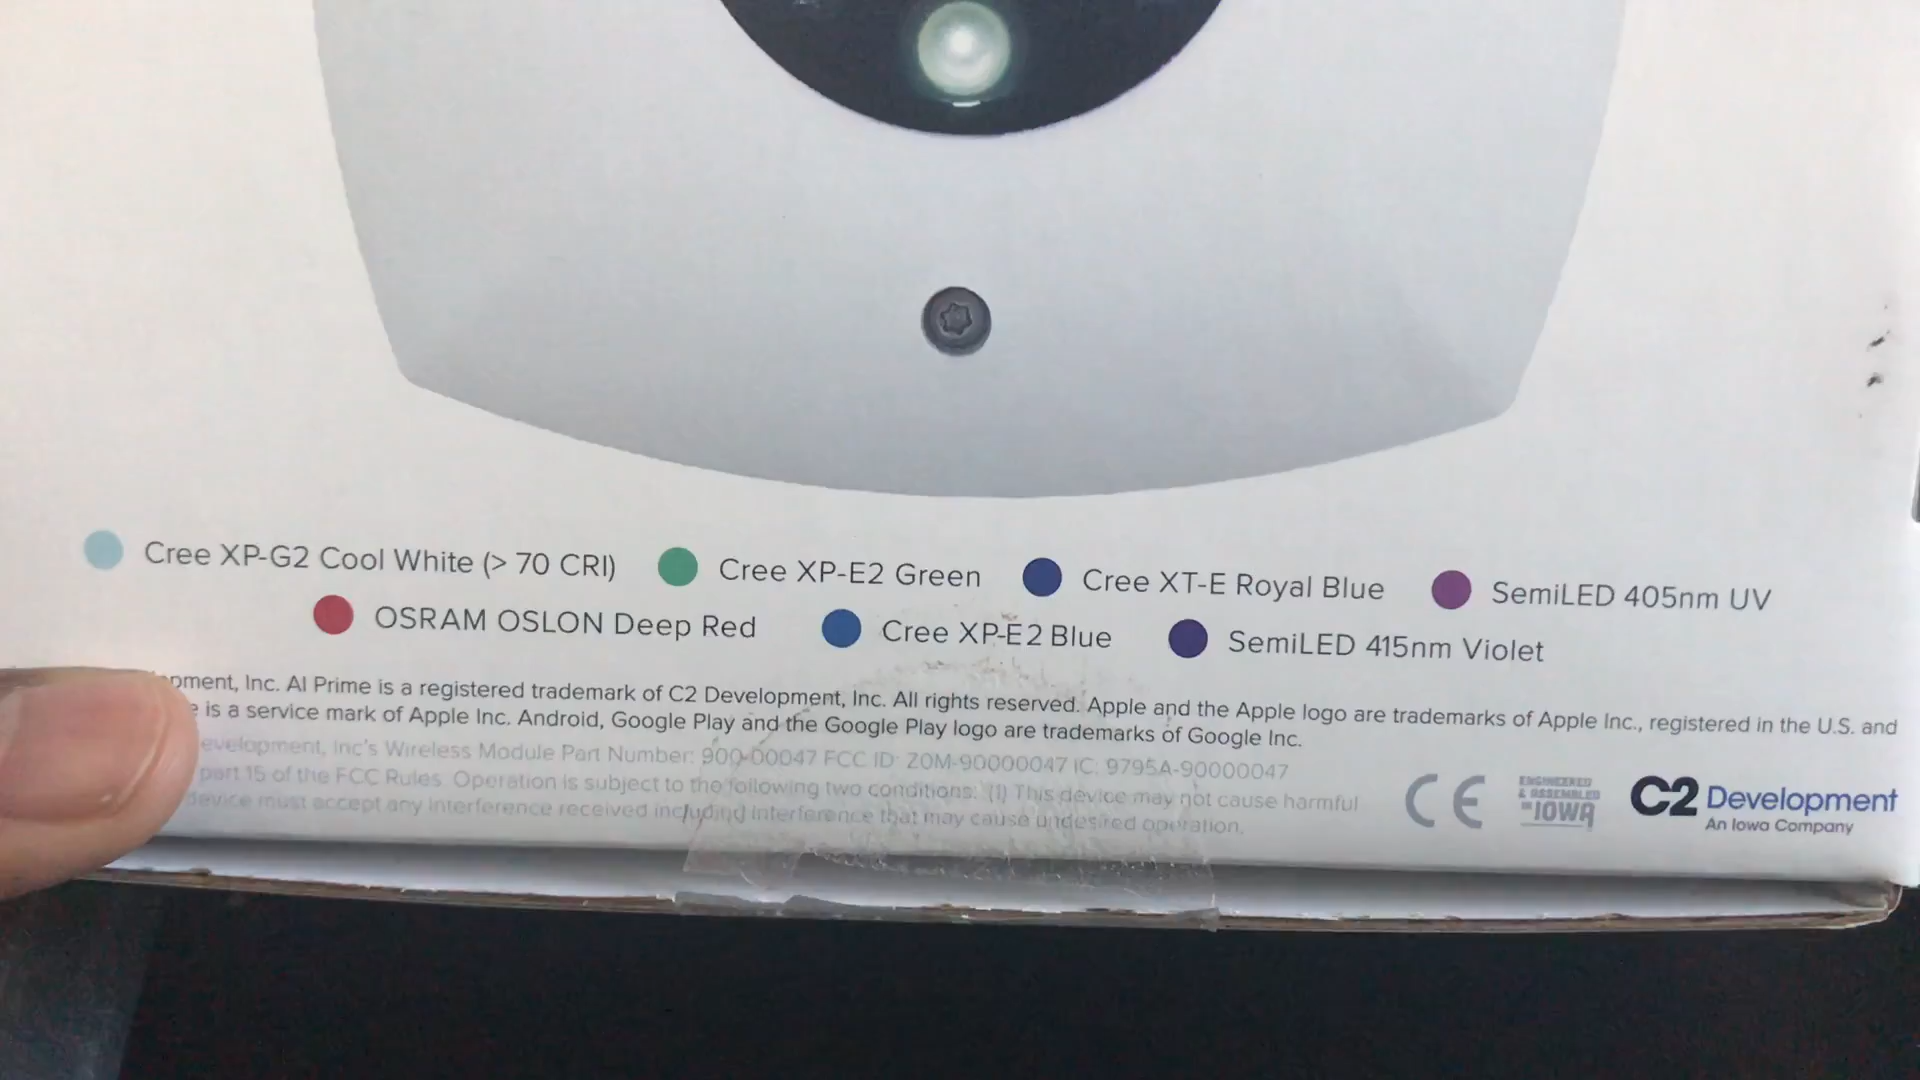 Cree XP-G2 Cool White (> 70 CRI) Cree XP-E2 Green Cree XT-E Royal Blue SemiLED 405nm UV
OSRAM OSLON Deep Red Cree XP-E2 Blue SemiLED 415nm Violet
pment, Inc. AI Prime is a registered trademark of C2 Development, Inc. All rights reserved. Apple and the Apple logo are trademarks of Apple Inc., registered in the U.S. and
is a service mark of Apple Inc. Android, Google Play and the Google Play logo are trademarks of Google Inc.
evelopment, Inc's Wireless Module Part Number: 900-00047 FCC ID: Z0M-90000047 IC: 9795A-90000047
part 15 of the FCC Rules. Operation is subject to the following two conditions: (1) This device may not cause harmful
device must accept any interference received including interference that may cause undesired operation.
CE
ENGINEERED
& ASSEMBLED
IN IOWA
C2 Development
An Iowa Company